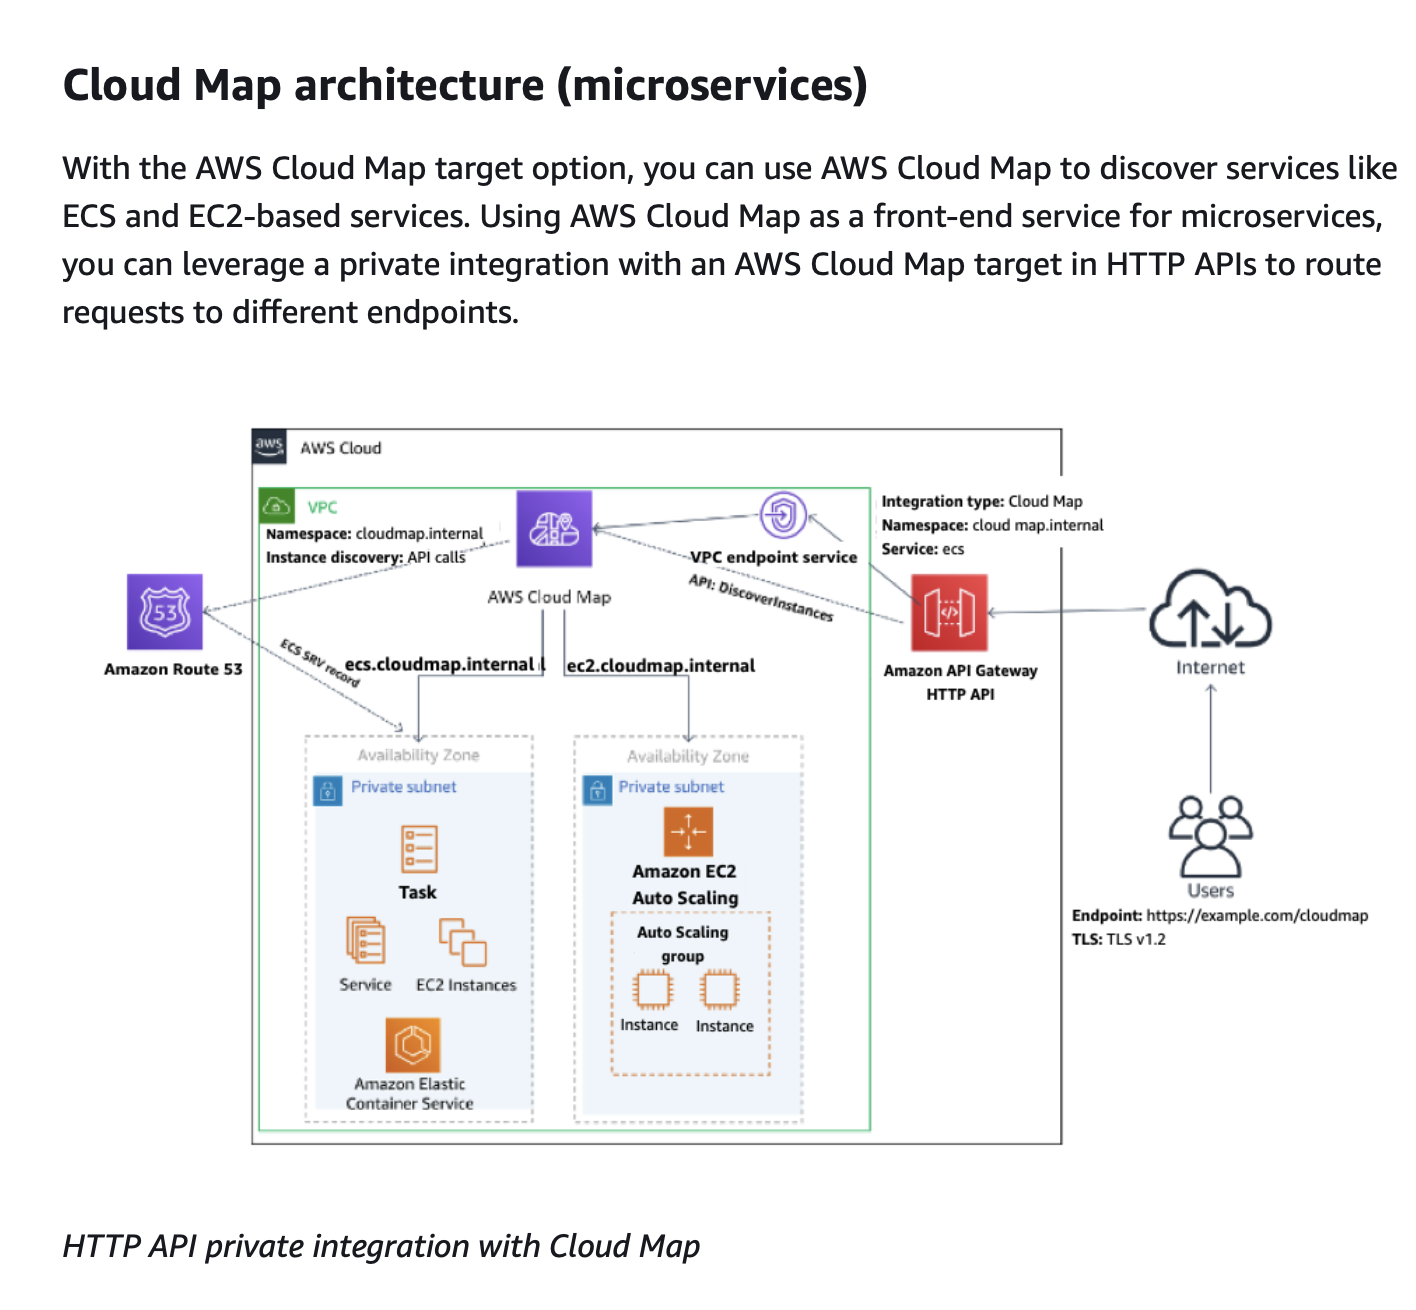 Cloud Map architecture (microservices)
With the AWS Cloud Map target option, you can use AWS Cloud Map to discover services like
ECS and EC2-based services. Using AWS Cloud Map as a front-end service for microservices,
you can leverage a private integration with an AWS Cloud Map target in HTTP APIs to route
requests to different endpoints.
aws
AWS Cloud
VPC
Namespace: cloudmap.internal
Instance discovery: API calls
AWS Cloud Map
VPC endpoint service
API: DiscoverInstances
Integration type: Cloud Map
Namespace: cloud map.internal
Service: ecs
53
Amazon Route 53
ECS SRV record
ecs.cloudmap.internal
ec2.cloudmap.internal
</>
Amazon API Gateway
HTTP API
Internet
Users
Endpoint: https://example.com/cloudmap
TLS: TLS v1.2
Availability Zone
Private subnet
Task
Service
EC2 Instances
Amazon Elastic
Container Service
Availability Zone
Private subnet
Amazon EC2
Auto Scaling
Auto Scaling
group
Instance
Instance
HTTP API private integration with Cloud Map